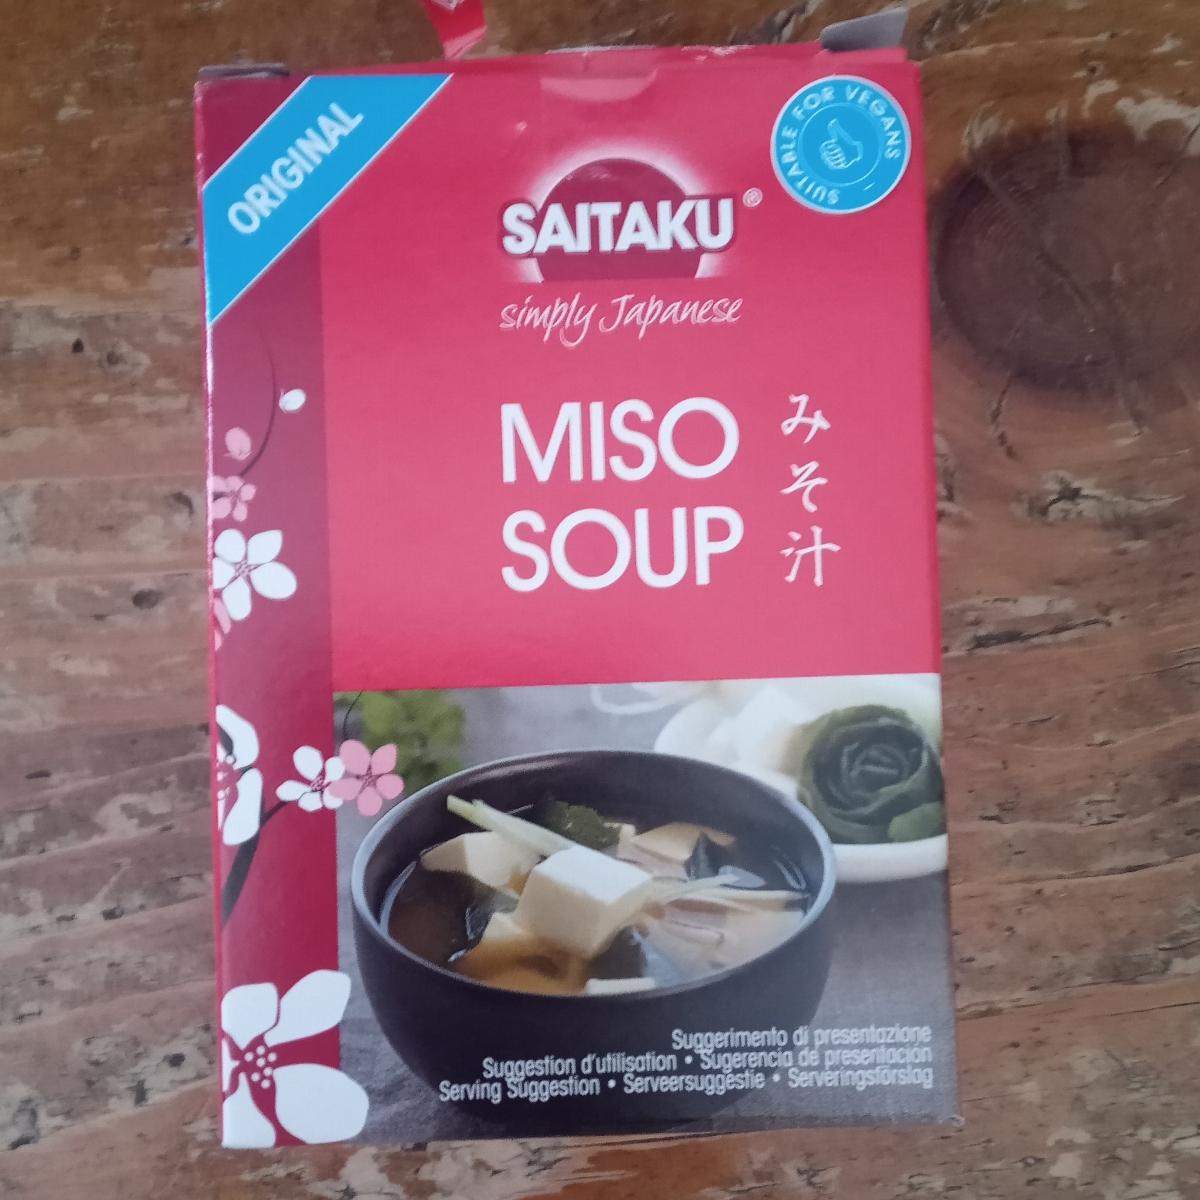 ORIGINAL
SUITABLE FOR VEGANS
SAITAKU®
simply Japanese
MISO
SOUP
みそ汁
Suggerimento di presentazione
Suggestion d'utilisation • Sugerencia de presentación
Serving Suggestion • Serveersuggestie • Serveringsförslag